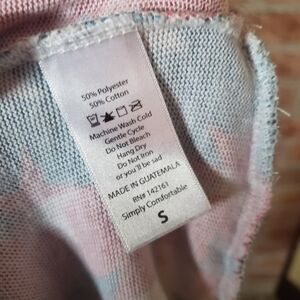 50% Polyester
50% Cotton
Machine Wash Cold
Gentle Cycle
Do Not Bleach
Hang Dry
Do Not Iron
or you'll be sad
MADE IN GUATEMALA
RN# 142161
Simply Comfortable
S